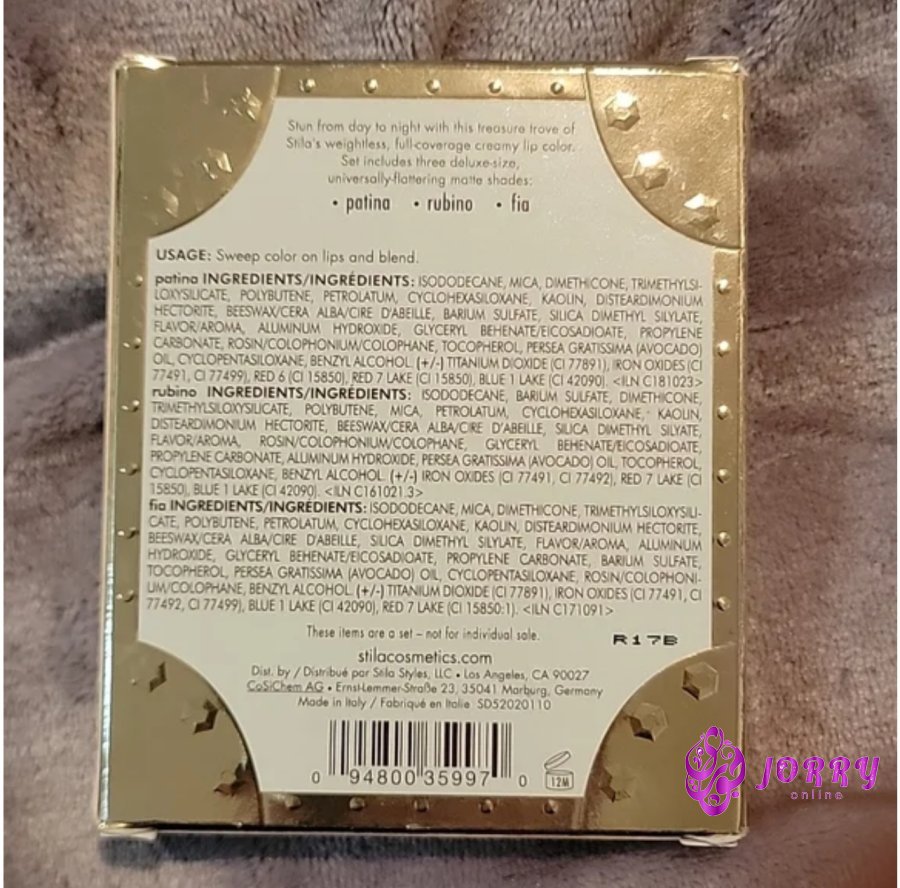 Stun from day to night with this treasure trove of
Stila's weightless, full-coverage creamy lip color.
Set includes three deluxe-size,
universally-flattering matte shades:
• patina • rubino • fia
USAGE: Sweep color on lips and blend.
patina INGREDIENTS/INGRÉDIENTS: ISODODECANE, MICA, DIMETHICONE, TRIMETHYLSI-
LOXYSILICATE, POLYBUTENE, PETROLATUM, CYCLOHEXASILOXANE, KAOLIN, DISTEARDIMONIUM
HECTORITE, BEESWAX/CERA ALBA/CIRE D'ABEILLE, BARIUM SULFATE, SILICA DIMETHYL SILYLATE,
FLAVOR/AROMA, ALUMINUM HYDROXIDE, GLYCERYL BEHENATE/EICOSADIOATE, PROPYLENE
CARBONATE, ROSIN/COLOPHONIUM/COLOPHANE, TOCOPHEROL, PERSEA GRATISSIMA (AVOCADO)
OIL, CYCLOPENTASILOXANE, BENZYL ALCOHOL. (+/-) TITANIUM DIOXIDE (CI 77891), IRON OXIDES (CI
77491, CI 77499), RED 6 (CI 15850), RED 7 LAKE (CI 15850), BLUE 1 LAKE (CI 42090). <ILN C181023>
rubino INGREDIENTS/INGRÉDIENTS: ISODODECANE, BARIUM SULFATE, DIMETHICONE,
TRIMETHYLSILOXYSILICATE, POLYBUTENE, MICA, PETROLATUM, CYCLOHEXASILOXANE, KAOLIN,
DISTEARDIMONIUM HECTORITE, BEESWAX/CERA ALBA/CIRE D'ABEILLE, SILICA DIMETHYL SILYATE,
FLAVOR/AROMA, ROSIN/COLOPHONIUM/COLOPHANE, GLYCERYL BEHENATE/EICOSADIOATE,
PROPYLENE CARBONATE, ALUMINUM HYDROXIDE, PERSEA GRATISSIMA (AVOCADO) OIL, TOCOPHEROL,
CYCLOPENTASILOXANE, BENZYL ALCOHOL. (+/-) IRON OXIDES (CI 77491, CI 77492), RED 7 LAKE (CI
15850), BLUE 1 LAKE (CI 42090). <ILN C161021.3>
fia INGREDIENTS/INGRÉDIENTS: ISODODECANE, MICA, DIMETHICONE, TRIMETHYLSILOXYSILI-
CATE, POLYBUTENE, PETROLATUM, CYCLOHEXASILOXANE, KAOLIN, DISTEARDIMONIUM HECTORITE,
BEESWAX/CERA ALBA/CIRE D'ABEILLE, SILICA DIMETHYL SILYLATE, FLAVOR/AROMA, ALUMINUM
HYDROXIDE, GLYCERYL BEHENATE/EICOSADIOATE, PROPYLENE CARBONATE, BARIUM SULFATE,
TOCOPHEROL, PERSEA GRATISSIMA (AVOCADO) OIL, CYCLOPENTASILOXANE, ROSIN/COLOPHONI-
UM/COLOPHANE, BENZYL ALCOHOL. (+/-) TITANIUM DIOXIDE (CI 77891), IRON OXIDES (CI 77491, CI
77492, CI 77499), BLUE 1 LAKE (CI 42090), RED 7 LAKE (CI 15850:1). <ILN C171091>
These items are a set – not for individual sale.
R17B
stilacosmetics.com
Dist. by / Distribué par Stila Styles, LLC • Los Angeles, CA 90027
CoSiChem AG • Ernst-Lemmer-Straße 23, 35041 Marburg, Germany
Made in Italy / Fabriqué en Italie SD52020110
0 94800 35997 0
12M
JORRY
online